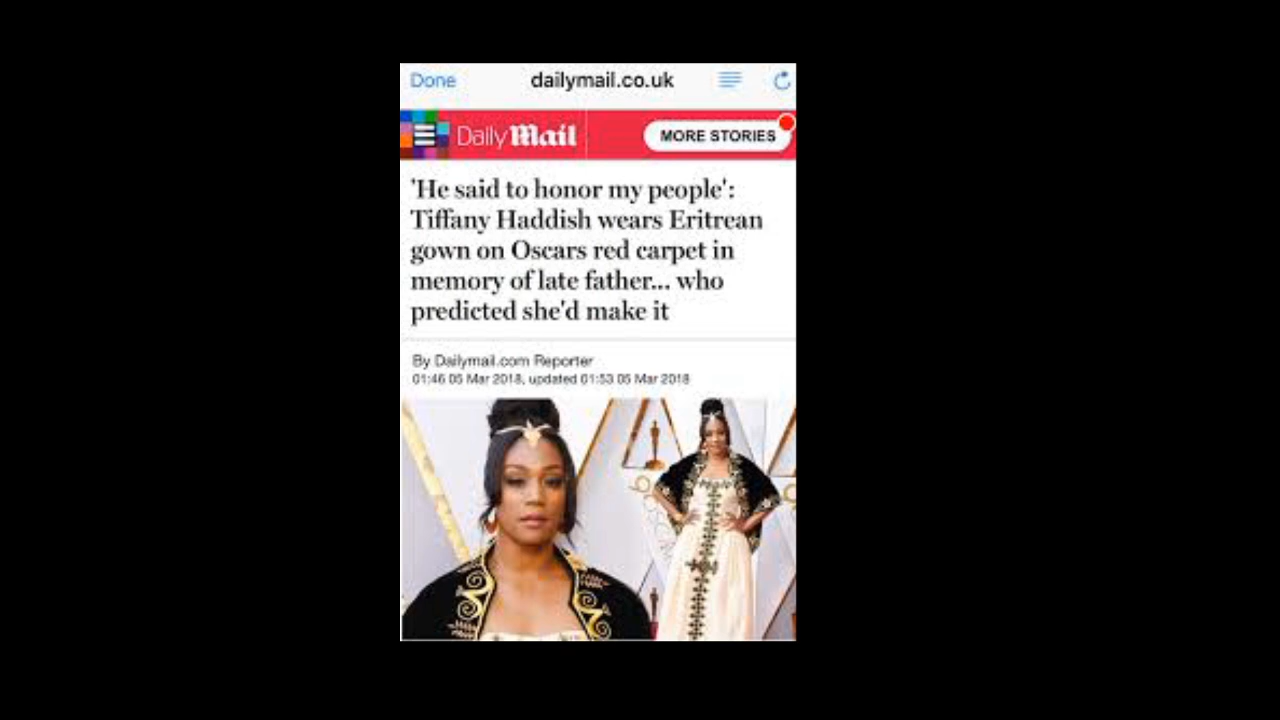 Done dailymail.co.uk
Daily Mail MORE STORIES
'He said to honor my people':
Tiffany Haddish wears Eritrean
gown on Oscars red carpet in
memory of late father... who
predicted she'd make it
By Dailymail.com Reporter
01:46 05 Mar 2018, updated 01:53 05 Mar 2018